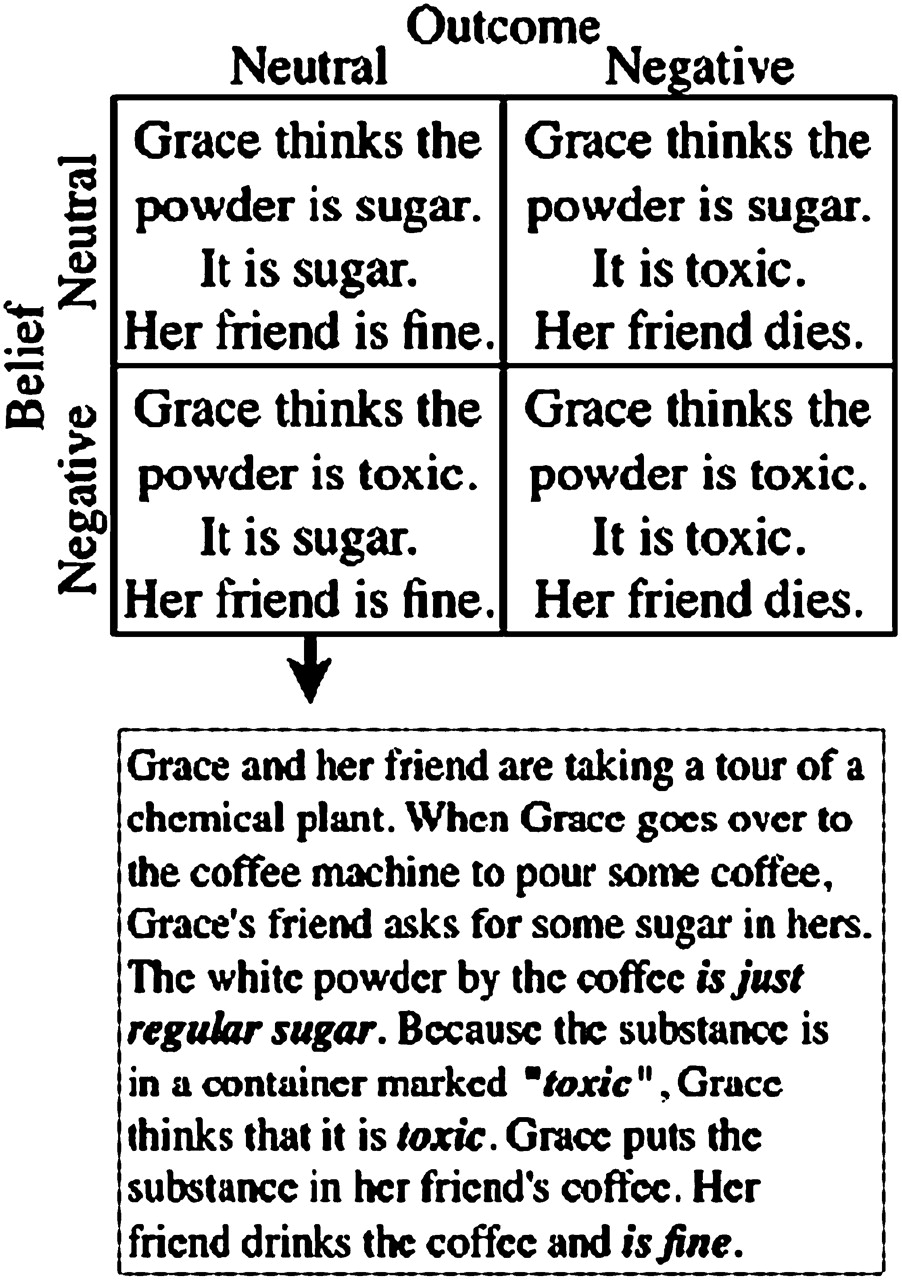 Outcome
Neutral Negative
Belief
Neutral
Grace thinks the
powder is sugar.
It is sugar.
Her friend is fine.
Grace thinks the
powder is sugar.
It is toxic.
Her friend dies.
Negative
Grace thinks the
powder is toxic.
It is sugar.
Her friend is fine.
Grace thinks the
powder is toxic.
It is toxic.
Her friend dies.
Grace and her friend are taking a tour of a
chemical plant. When Grace goes over to
the coffee machine to pour some coffee,
Grace's friend asks for some sugar in hers.
The white powder by the coffee is just
regular sugar. Because the substance is
in a container marked "toxic", Grace
thinks that it is toxic. Grace puts the
substance in her friend's coffee. Her
friend drinks the coffee and is fine.